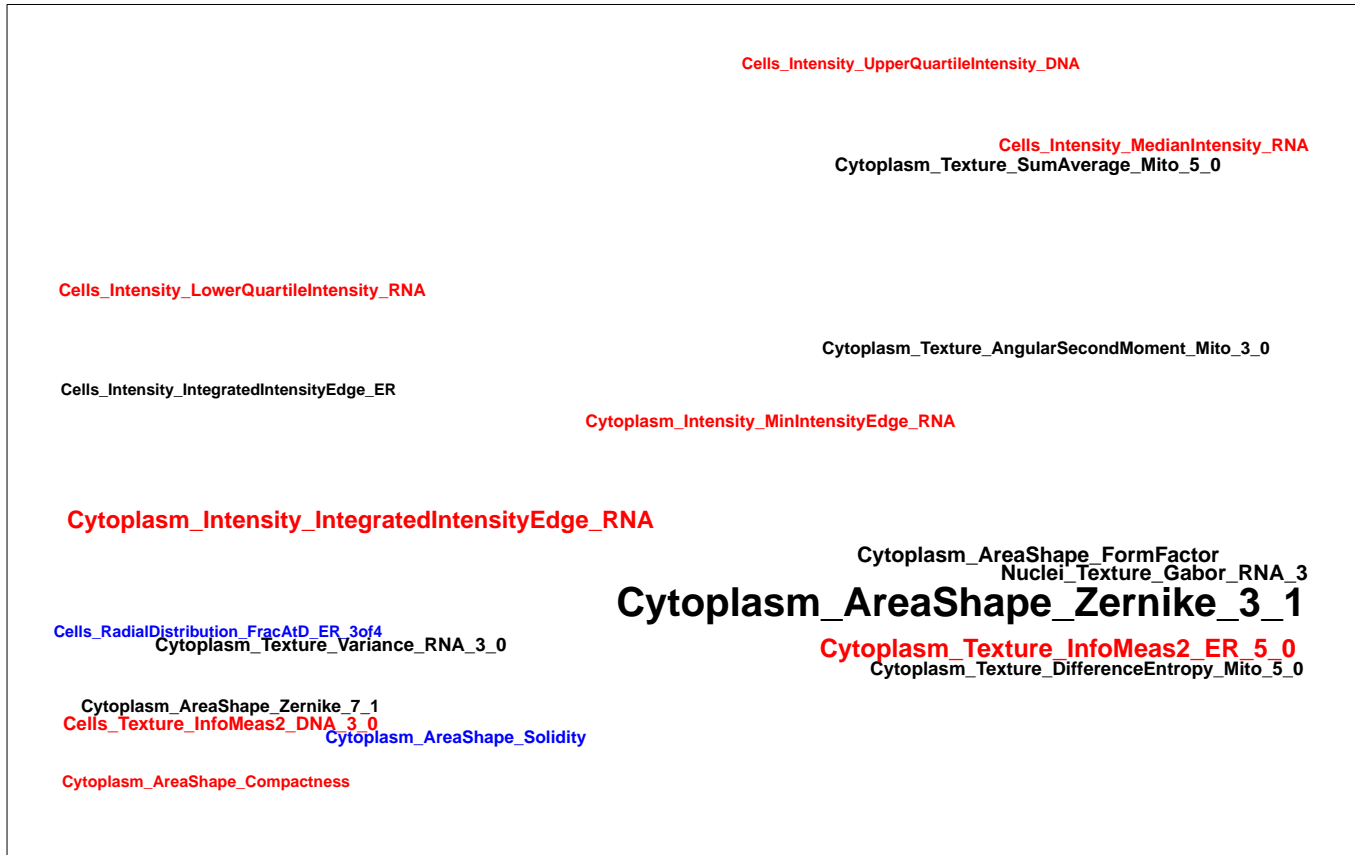 Cells_Intensity_UpperQuartileIntensity_DNA
Cells_Intensity_MedianIntensity_RNA
Cytoplasm_Texture_SumAverage_Mito_5_0
Cells_Intensity_LowerQuartileIntensity_RNA
Cytoplasm_Texture_AngularSecondMoment_Mito_3_0
Cells_Intensity_IntegratedIntensityEdge_ER
Cytoplasm_Intensity_MinIntensityEdge_RNA
Cytoplasm_Intensity_IntegratedIntensityEdge_RNA
Cytoplasm_AreaShape_FormFactor
Nuclei_Texture_Gabor_RNA_3
Cytoplasm_AreaShape_Zernike_3_1
Cells_RadialDistribution_FracAtD_ER_3of4
Cytoplasm_Texture_Variance_RNA_3_0
Cytoplasm_Texture_InfoMeas2_ER_5_0
Cytoplasm_Texture_DifferenceEntropy_Mito_5_0
Cytoplasm_AreaShape_Zernike_7_1
Cells_Texture_InfoMeas2_DNA_3_0
Cytoplasm_AreaShape_Solidity
Cytoplasm_AreaShape_Compactness